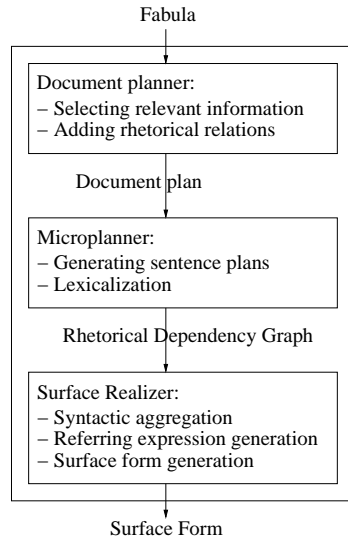 Fabula
Document planner:
– Selecting relevant information
– Adding rhetorical relations
Document plan
Microplanner:
– Generating sentence plans
– Lexicalization
Rhetorical Dependency Graph
Surface Realizer:
– Syntactic aggregation
– Referring expression generation
– Surface form generation
Surface Form